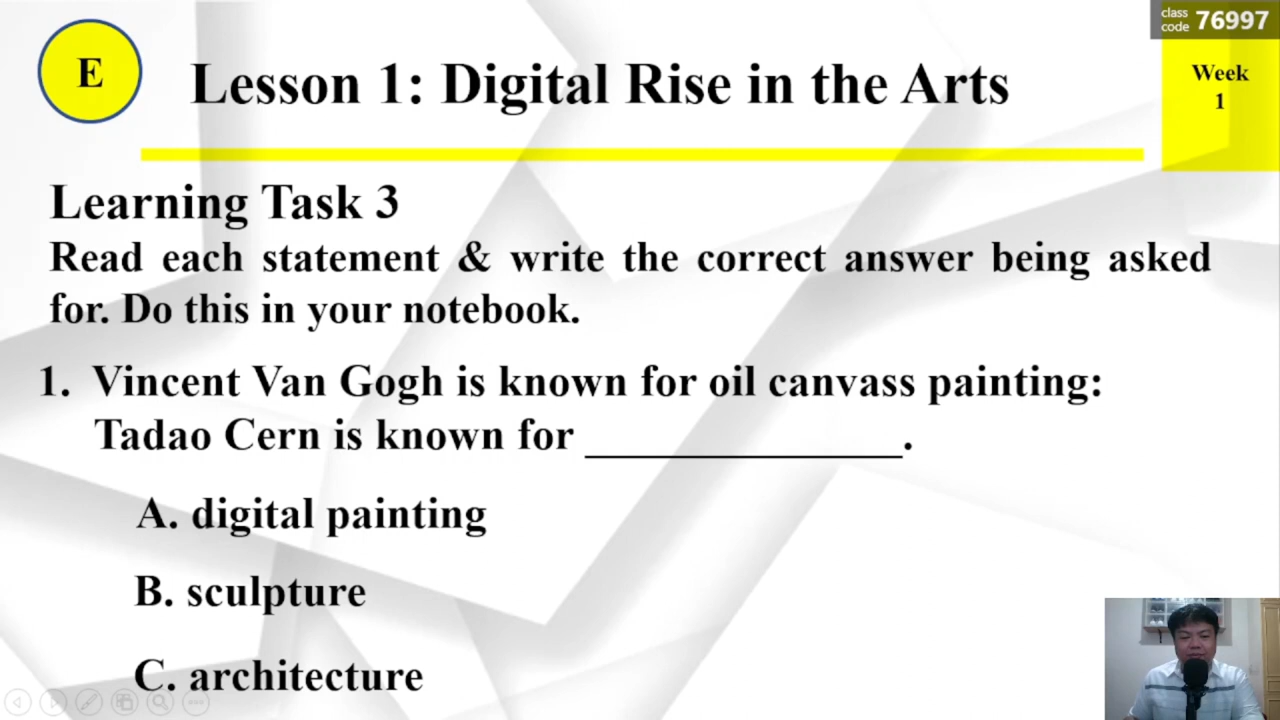 class
code 76997
E
Lesson 1: Digital Rise in the Arts
Week
1
Learning Task 3
Read each statement & write the correct answer being asked
for. Do this in your notebook.
1. Vincent Van Gogh is known for oil canvass painting:
Tadao Cern is known for _______________.
A. digital painting
B. sculpture
C. architecture